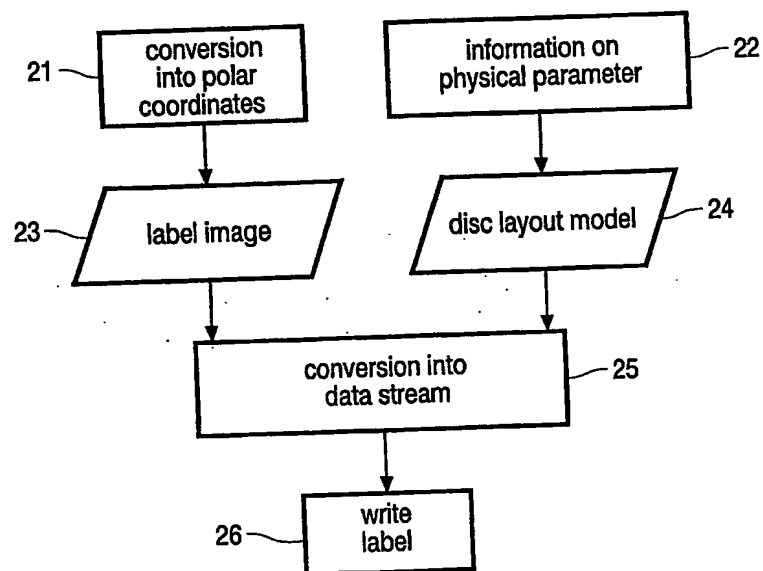 21
conversion
into polar
coordinates
information on
physical parameter
22
23
label image
disc layout model
24
conversion into
data stream
25
26
write
label